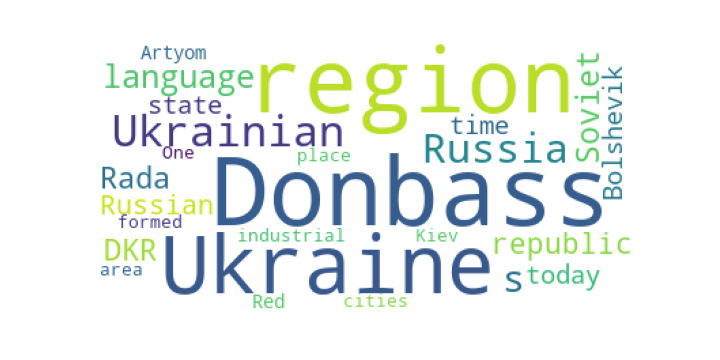 Artyom
region
language
Soviet
Bolshevik
state
Ukrainian
time
Russia
One
place
Donbass
Rada
Russian
formed
industrial
Kiev
republic
DKR
Ukraine
s
today
area
Red
cities